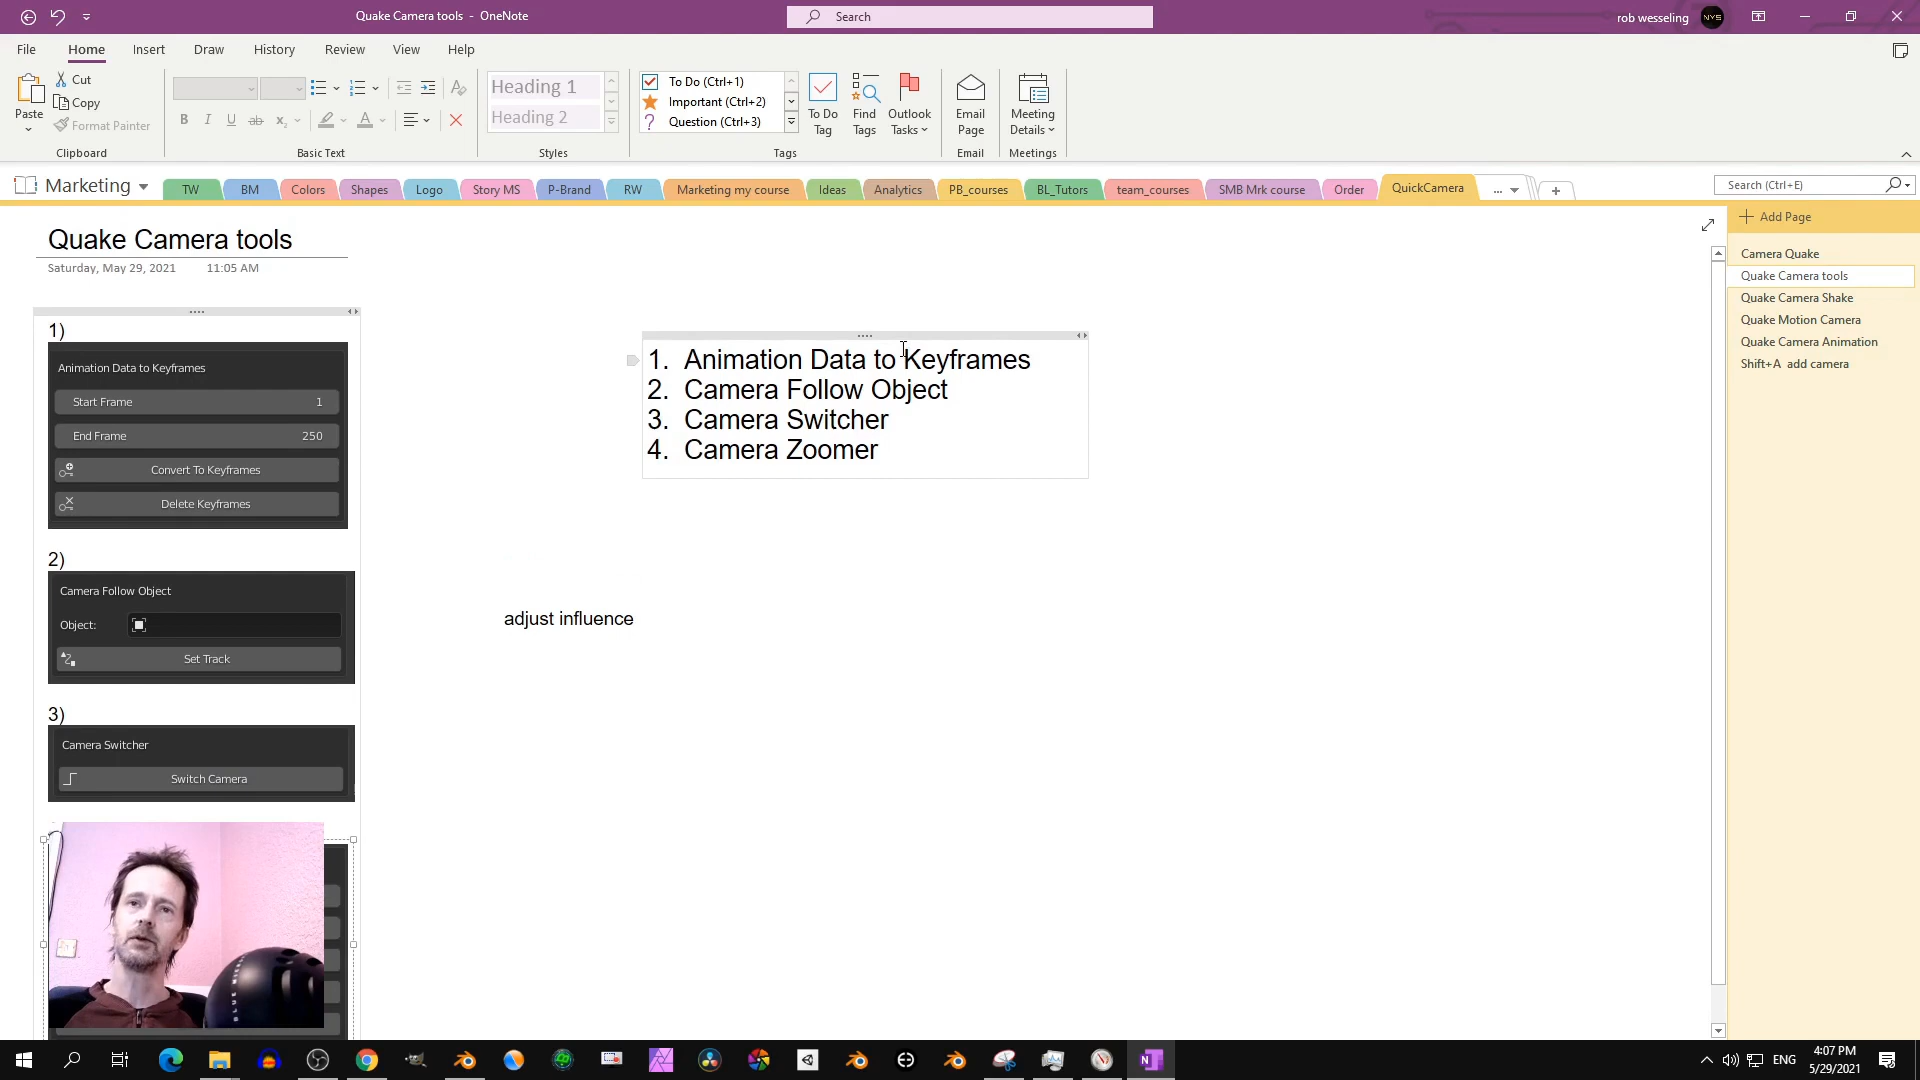 Quake Camera tools - OneNote
Search
rob wesseling
NYS
File Home Insert Draw History Review View Help
Paste
Cut
Copy
Format Painter
Clipboard
B I U ab x₂ A
Basic Text
Heading 1
Heading 2
Styles
To Do (Ctrl+1)
Important (Ctrl+2)
Question (Ctrl+3)
To Do Tag
Find Tags
Outlook Tasks
Tags
Email Page
Email
Meeting Details
Meetings
Marketing
TW BM Colors Shapes Logo Story MS P-Brand RW Marketing my course Ideas Analytics PB_courses BL_Tutors team_courses SMB Mrk course Order QuickCamera ...
Search (Ctrl+E)
Quake Camera tools
Saturday, May 29, 2021 11:05 AM
1)
Animation Data to Keyframes
Start Frame 1
End Frame 250
Convert To Keyframes
Delete Keyframes
2)
Camera Follow Object
Object:
Set Track
3)
Camera Switcher
Switch Camera
1. Animation Data to Keyframes
2. Camera Follow Object
3. Camera Switcher
4. Camera Zoomer
adjust influence
Add Page
Camera Quake
Quake Camera tools
Quake Camera Shake
Quake Motion Camera
Quake Camera Animation
Shift+A add camera
ENG
4:07 PM
5/29/2021